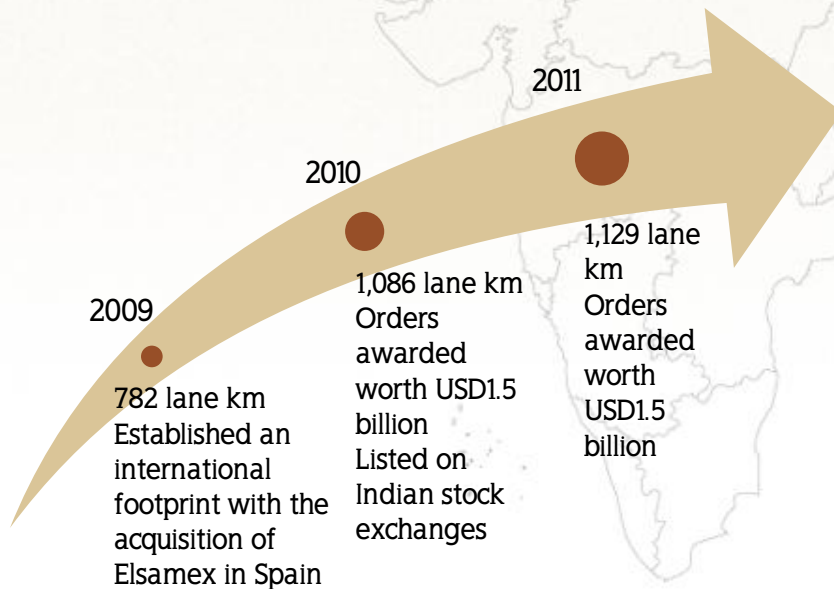 2009
782 lane km
Established an
international
footprint with the
acquisition of
Elsamex in Spain
2010
1,086 lane km
Orders
awarded
worth USD1.5
billion
Listed on
Indian stock
exchanges
2011
1,129 lane
km
Orders
awarded
worth
USD1.5
billion